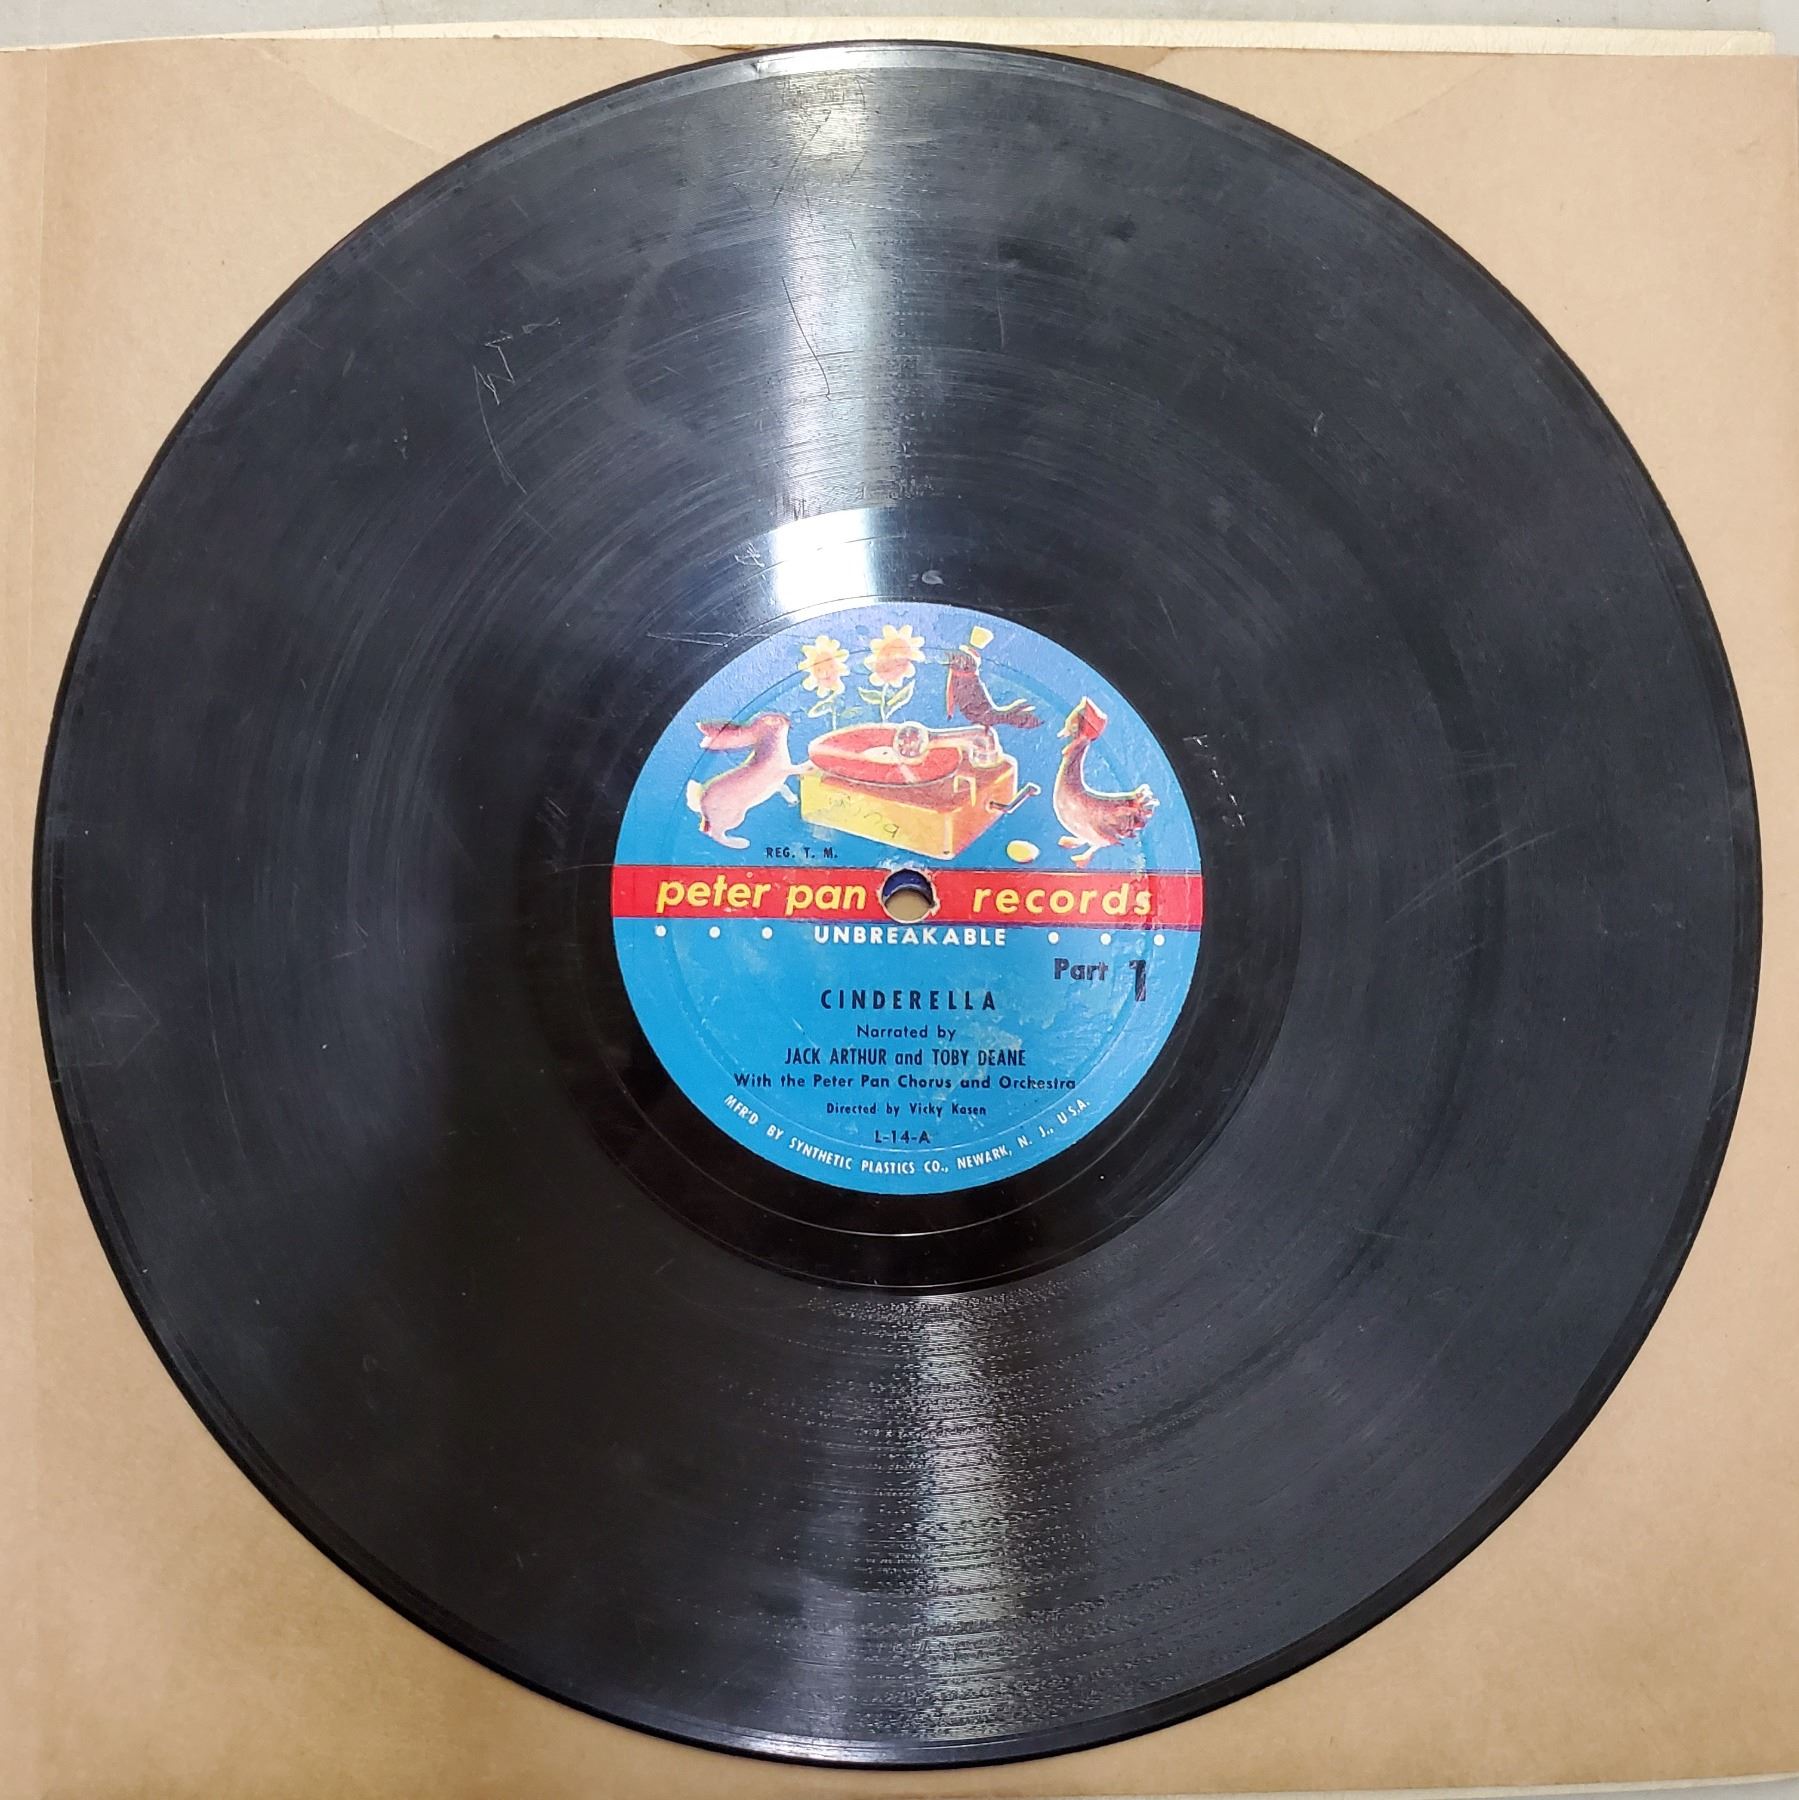 REG. T. M.
peter pan records
UNBREAKABLE
Part 1
CINDERELLA
Narrated by
JACK ARTHUR and TOBY DEANE
With the Peter Pan Chorus and Orchestra
Directed by Vicky Kasen
L-14-A
MFR'D BY SYNTHETIC PLASTICS CO., NEWARK, N. J., U.S.A.